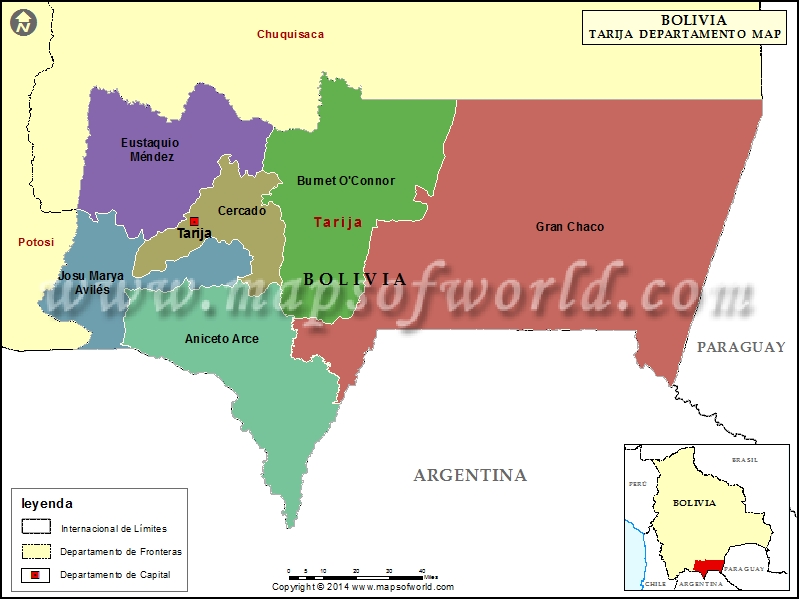 N
BOLIVIA
TARIJA DEPARTAMENTO MAP
Chuquisaca
Eustaquio
Méndez
Burnet O'Connor
Cercado
Tarija
Tarija
Gran Chaco
Potosi
Josu Marya
Avilés
BOLIVIA
www.mapsofworld.com
Aniceto Arce
PARAGUAY
ARGENTINA
leyenda
Internacional de Límites
Departamento de Fronteras
Departamento de Capital
0 5 10 20 30 40
Miles
Copyright © 2014 www.mapsofworld.com
BRASIL
PERÚ
BOLIVIA
PARAGUAY
CHILE
ARGENTINA